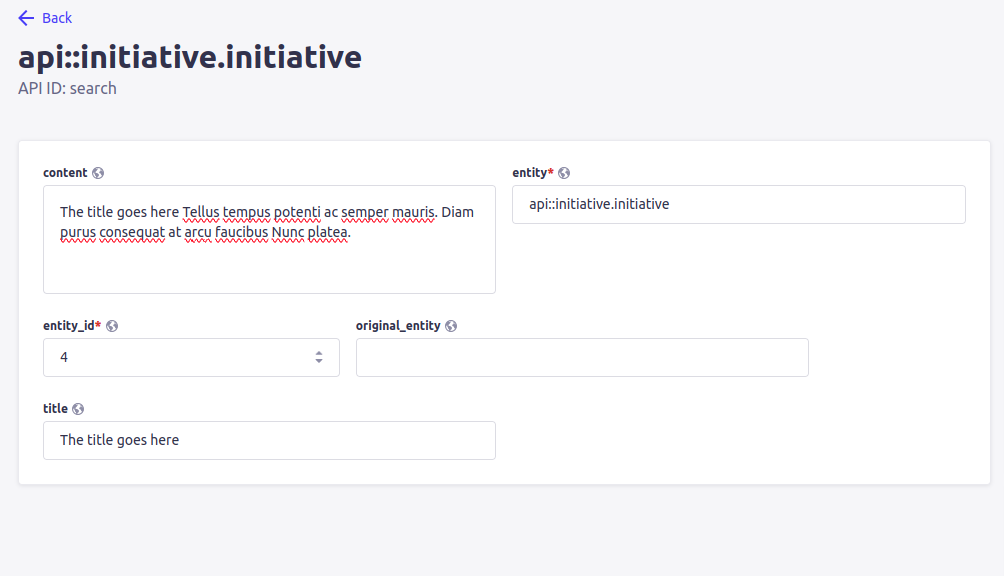 Back
api::initiative.initiative
API ID: search
content
The title goes here Tellus tempus potenti ac semper mauris. Diam
purus consequat at arcu faucibus Nunc platea.
entity*
api::initiative.initiative
entity_id*
4
original_entity
title
The title goes here